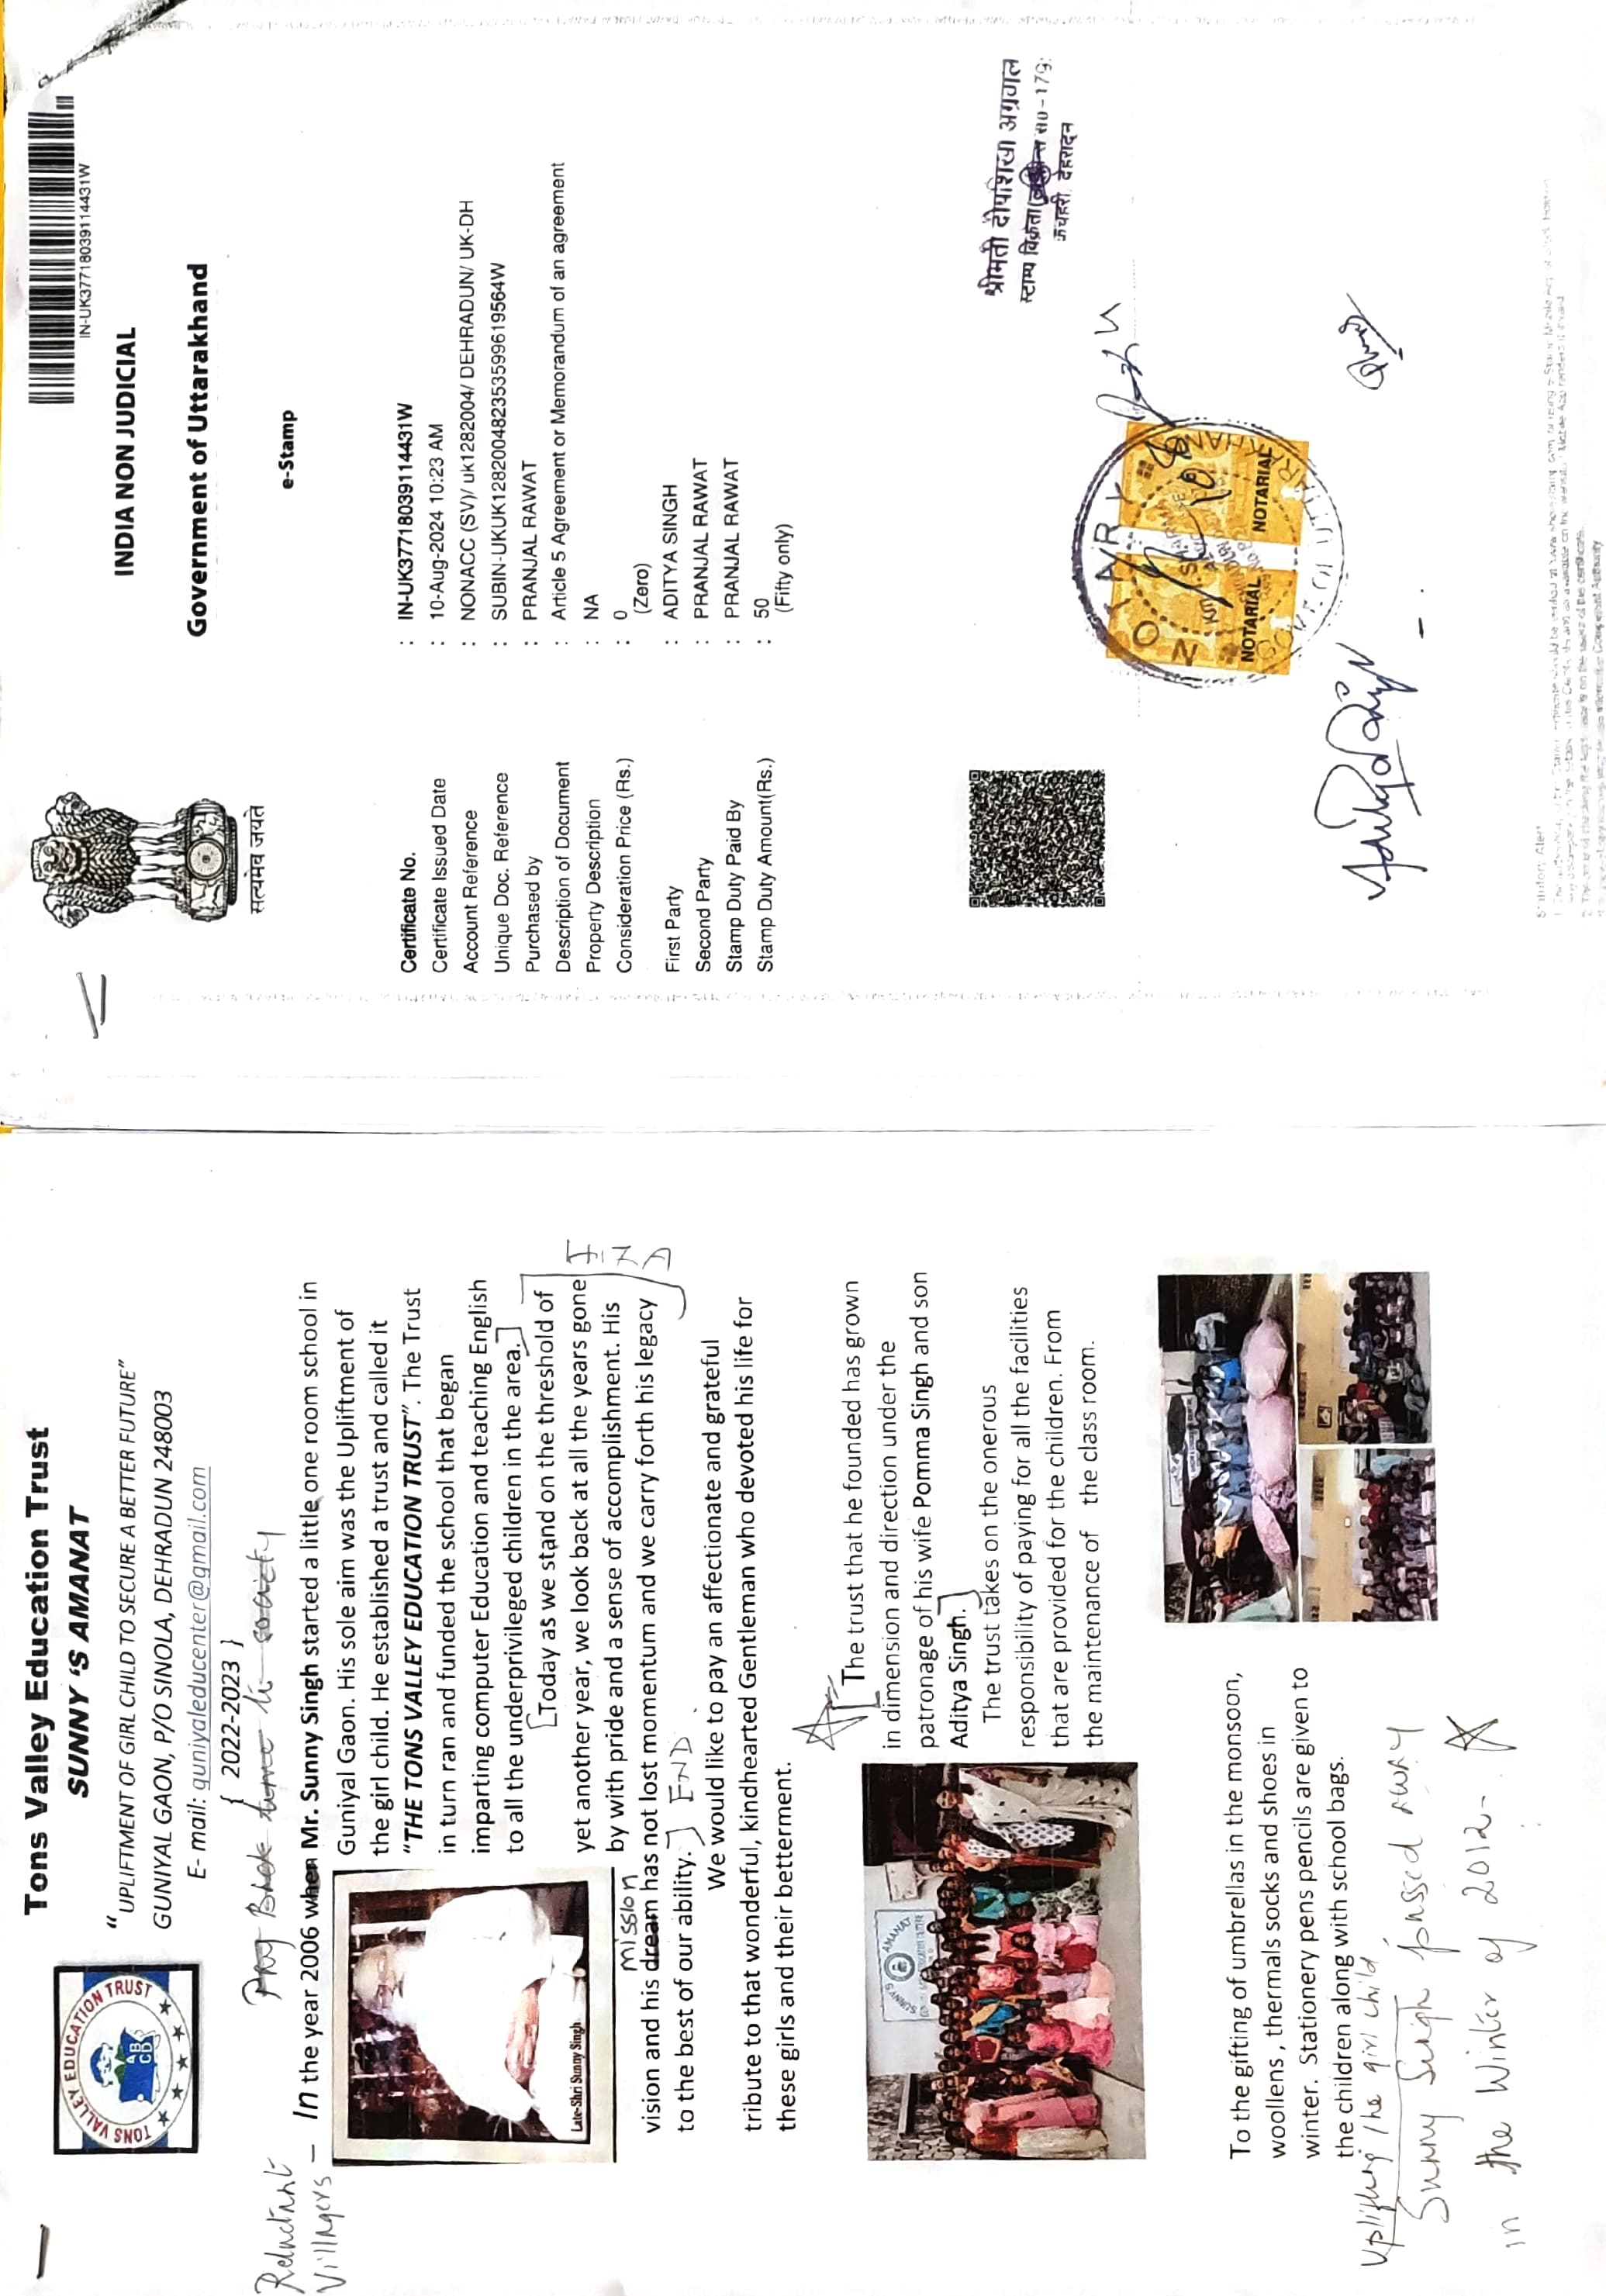 Tons Valley Education Trust
SUNNY 'S AMANAT
"UPLIFTMENT OF GIRL CHILD TO SECURE A BETTER FUTURE"
GUNIYAL GAON, P/O SINOLA, DEHRADUN 248003
E- mail: guniyaleducenter@gmail.com
{ 2022-2023 }
TONS VALLEY EDUCATION TRUST
ABCD
Pay Back time to society
Reluctant
Villagers –
In the year 2006 when Mr. Sunny Singh started a little one room school in
Guniyal Gaon. His sole aim was the Upliftment of
the girl child. He established a trust and called it
"THE TONS VALLEY EDUCATION TRUST". The Trust
in turn ran and funded the school that began
imparting computer Education and teaching English
to all the underprivileged children in the area.]
[Today as we stand on the threshold of
yet another year, we look back at all the years gone
by with pride and a sense of accomplishment. His
mission
vision and his dream has not lost momentum and we carry forth his legacy
to the best of our ability.] END
Late-Shri Sunny Singh
We would like to pay an affectionate and grateful
tribute to that wonderful, kindhearted Gentleman who devoted his life for
these girls and their betterment.
[The trust that he founded has grown
in dimension and direction under the
patronage of his wife Pomma Singh and son
Aditya Singh.]
The trust takes on the onerous
responsibility of paying for all the facilities
that are provided for the children. From
the maintenance of the class room.
SUNNY'S AMANAT
To the gifting of umbrellas in the monsoon,
woollens , thermals socks and shoes in
winter. Stationery pens pencils are given to
the children along with school bags.
Uplifting the girl child
Sunny Singh passed away
in the Winter of 2012-
IN-UK37718039114431W
सत्यमेव जयते
INDIA NON JUDICIAL
Government of Uttarakhand
e-Stamp
Certificate No. : IN-UK37718039114431W
Certificate Issued Date : 10-Aug-2024 10:23 AM
Account Reference : NONACC (SV)/ uk1282004/ DEHRADUN/ UK-DH
Unique Doc. Reference : SUBIN-UKUK128200482353599619564W
Purchased by : PRANJAL RAWAT
Description of Document : Article 5 Agreement or Memorandum of an agreement
Property Description : NA
Consideration Price (Rs.) : 0
(Zero)
First Party : ADITYA SINGH
Second Party : PRANJAL RAWAT
Stamp Duty Paid By : PRANJAL RAWAT
Stamp Duty Amount(Rs.) : 50
(Fifty only)
श्रीमती दीपशिखा अग्रवाल
स्टाम्प विक्रेता
कचहरी, देहरादून
NOTARY
SHARMA
NOTARIAL
NOTARIAL
GOVT. OF UTTARAKHAND
Aditya Singh
Statutory Alert